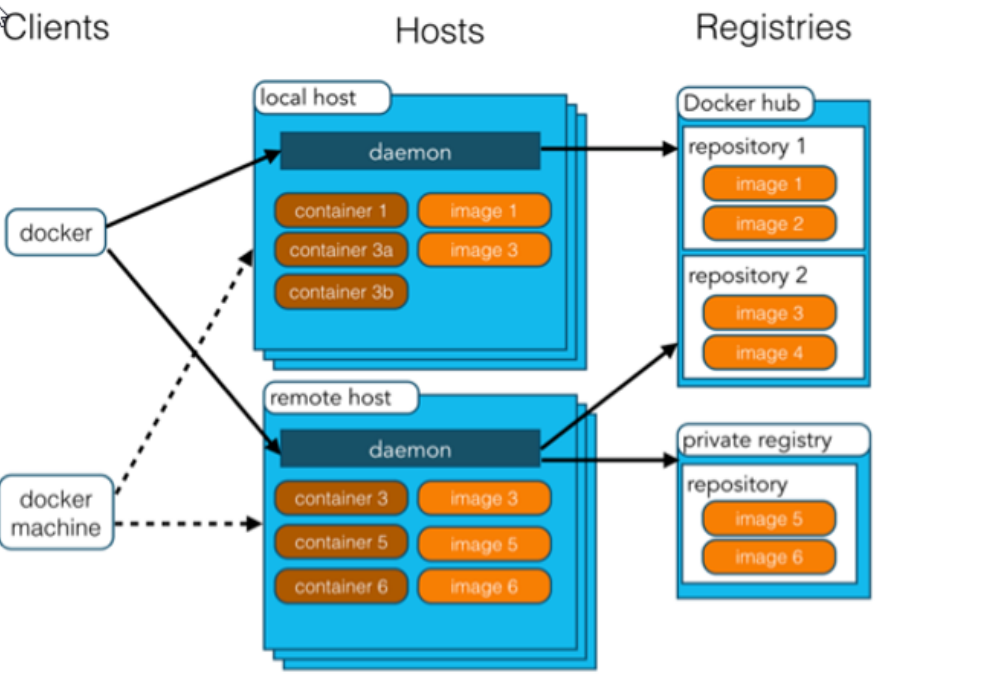 Clients
Hosts
Registries
local host
daemon
container 1
image 1
container 3a
image 3
container 3b
docker
docker
machine
remote host
daemon
container 3
image 3
container 5
image 5
container 6
image 6
Docker hub
repository 1
image 1
image 2
repository 2
image 3
image 4
private registry
repository
image 5
image 6